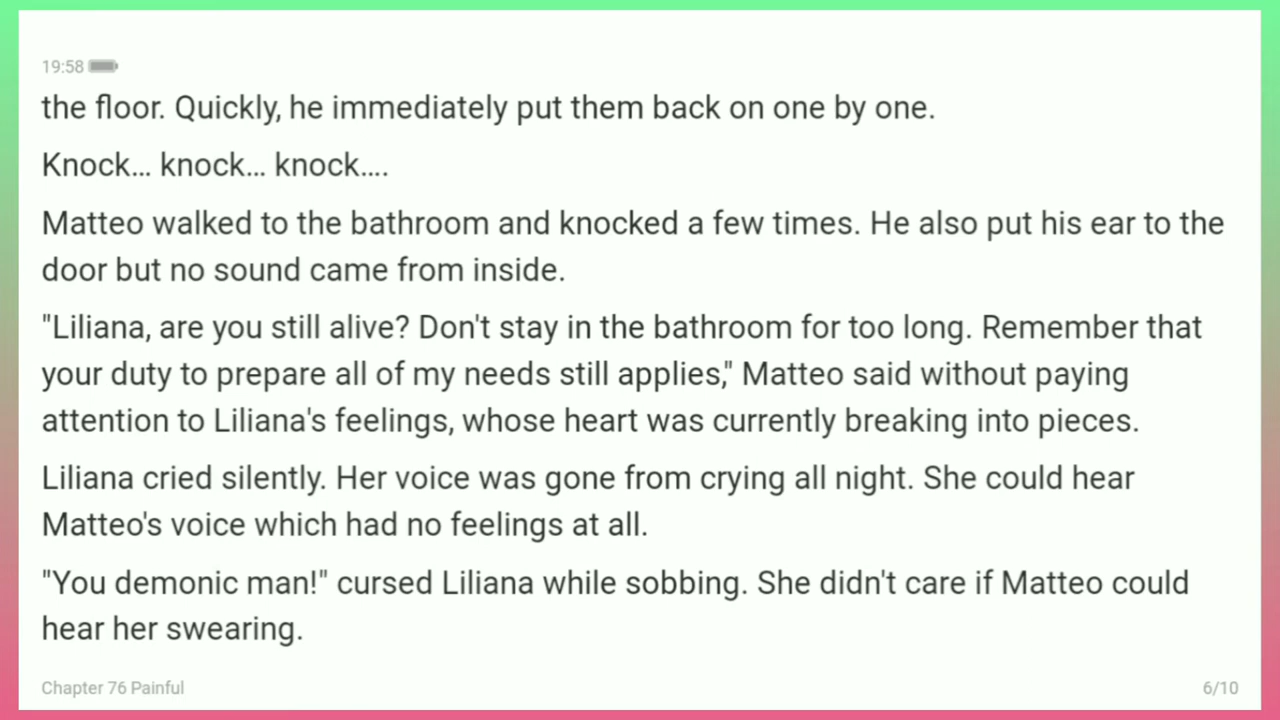 19:58
the floor. Quickly, he immediately put them back on one by one.
Knock... knock... knock....
Matteo walked to the bathroom and knocked a few times. He also put his ear to the
door but no sound came from inside.
"Liliana, are you still alive? Don't stay in the bathroom for too long. Remember that
your duty to prepare all of my needs still applies," Matteo said without paying
attention to Liliana's feelings, whose heart was currently breaking into pieces.
Liliana cried silently. Her voice was gone from crying all night. She could hear
Matteo's voice which had no feelings at all.
"You demonic man!" cursed Liliana while sobbing. She didn't care if Matteo could
hear her swearing.
Chapter 76 Painful
6/10